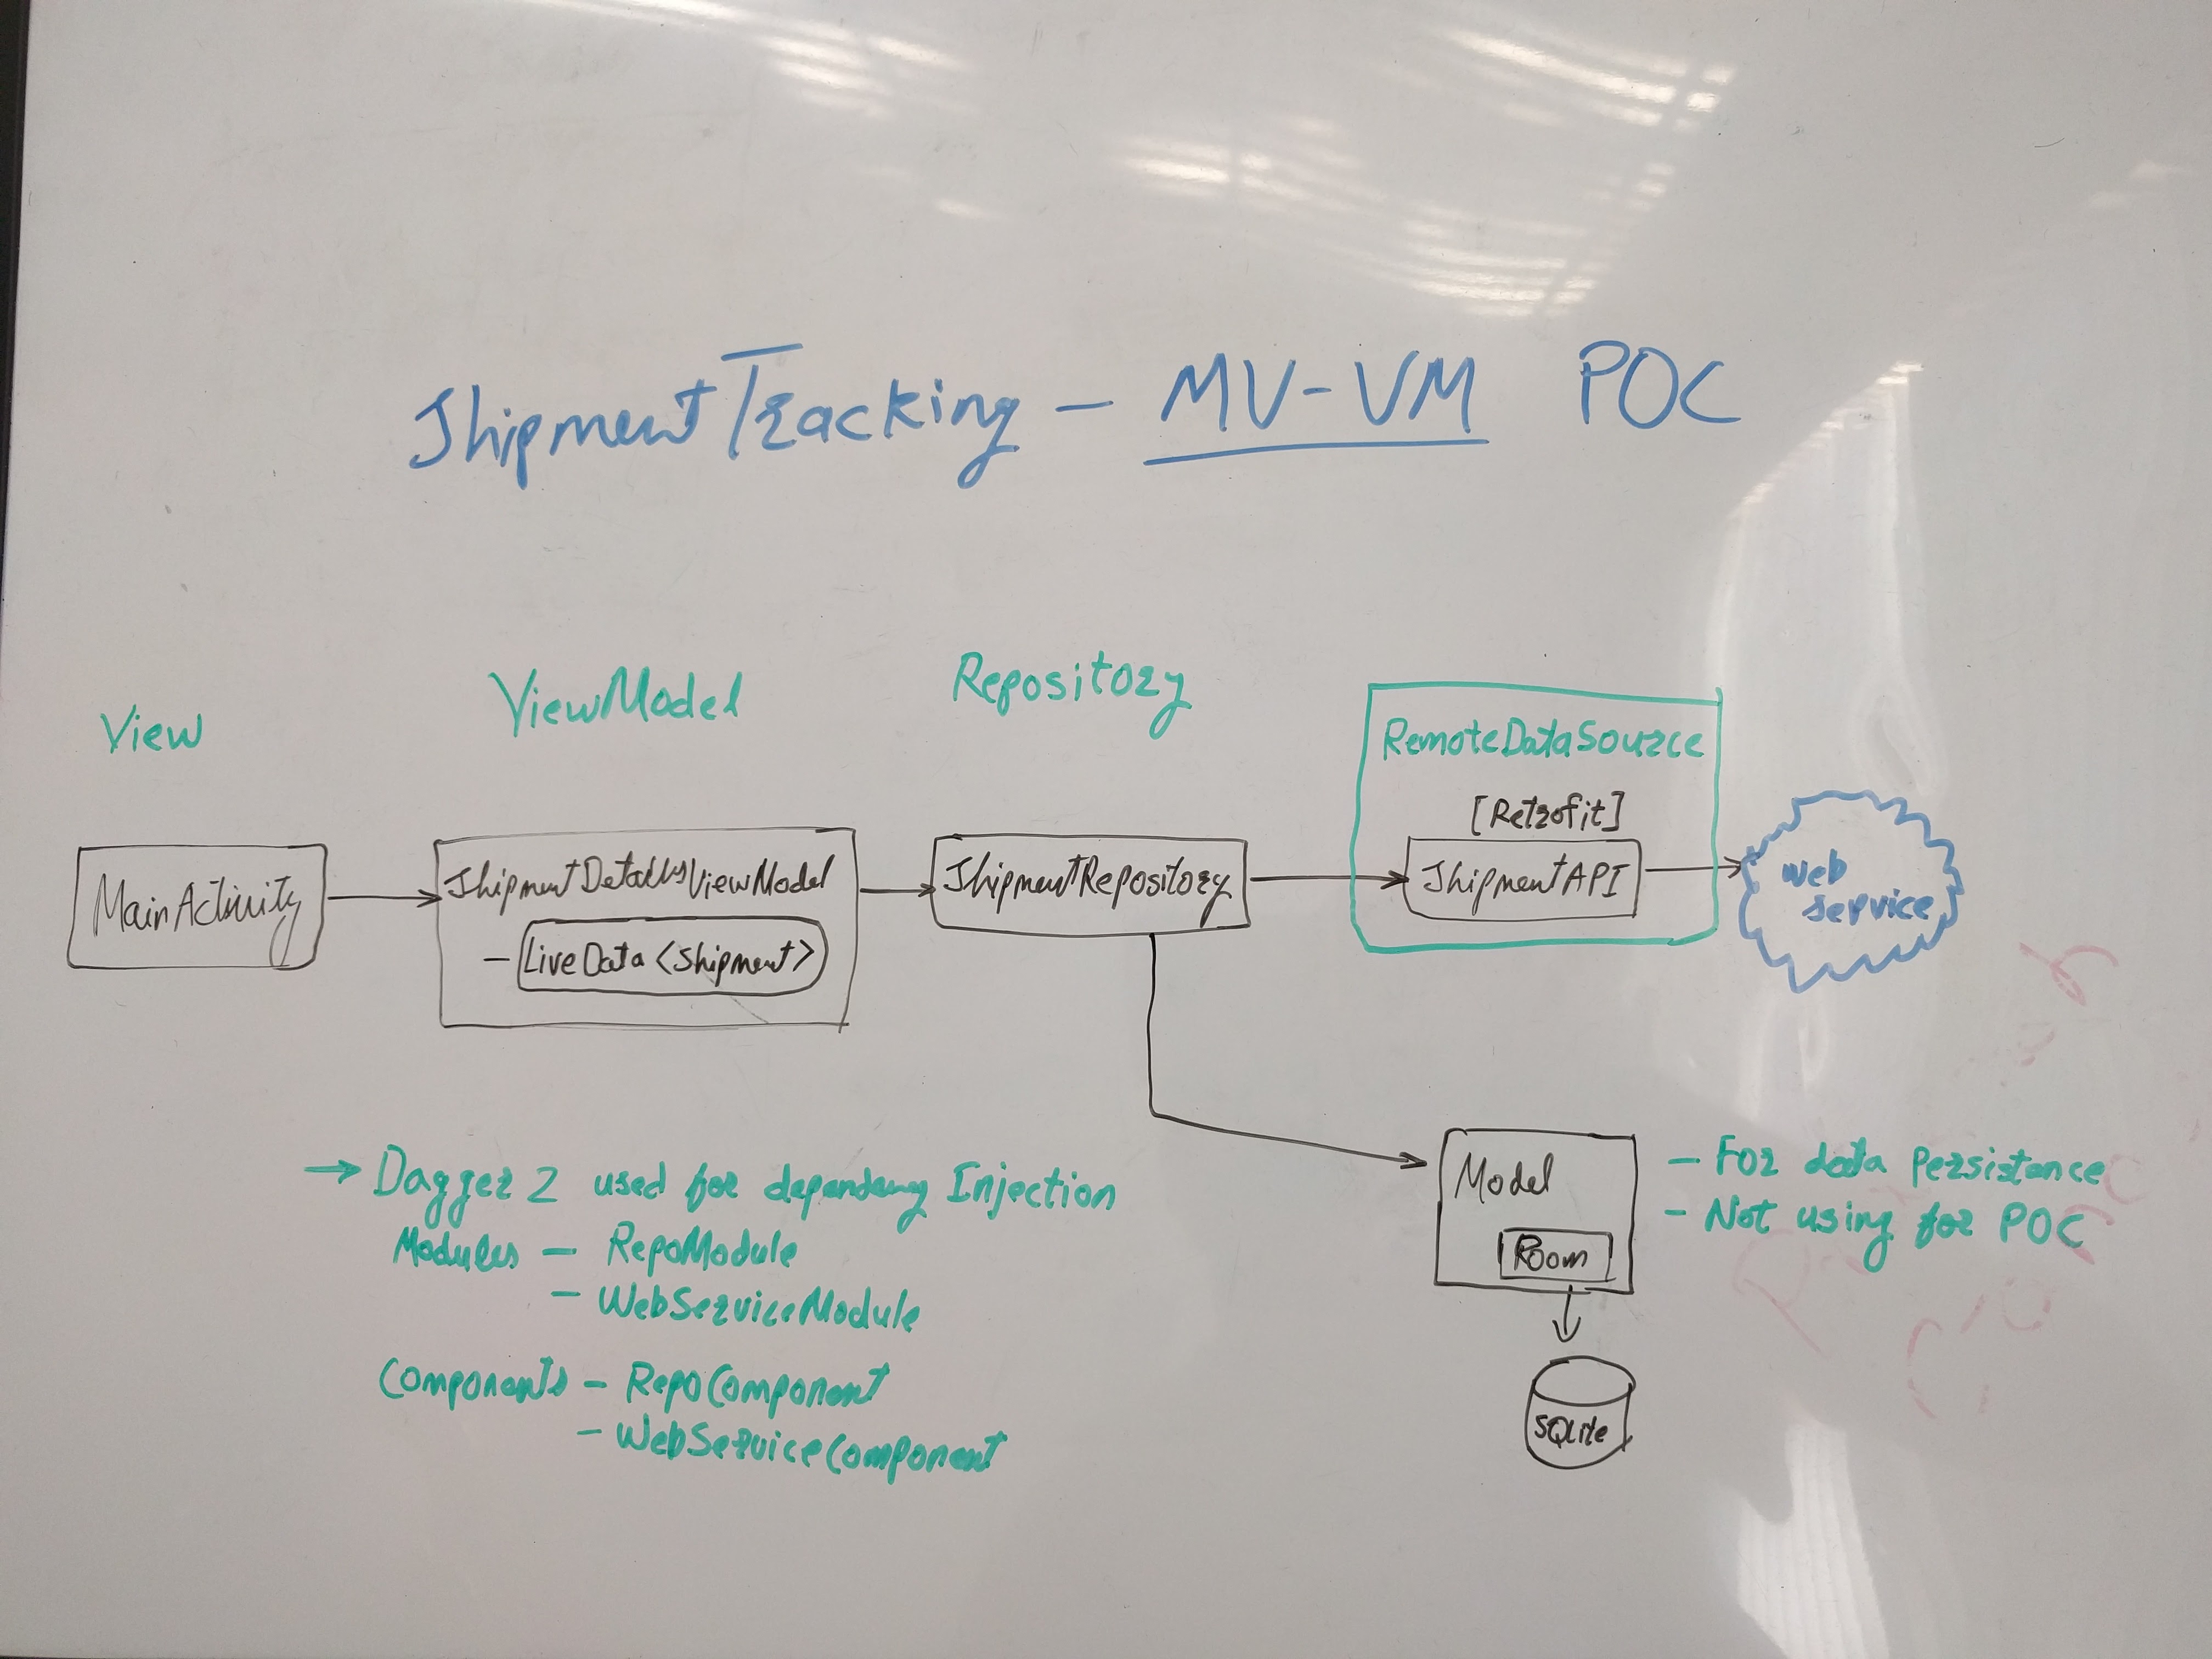 ShipmentTracking - MV-VM POC
View
ViewModel
Repository
RemoteDataSource
[Retrofit]
MainActivity
ShipmentDetailsViewModel
- LiveData <Shipment>
ShipmentRepository
ShipmentAPI
Web
Service
→ Dagger 2 used for dependency Injection
Modules - RepoModule
- WebServiceModule
Components - RepoComponent
- WebServiceComponent
Model
Room
- For data Persistance
- Not using for POC
SQLite